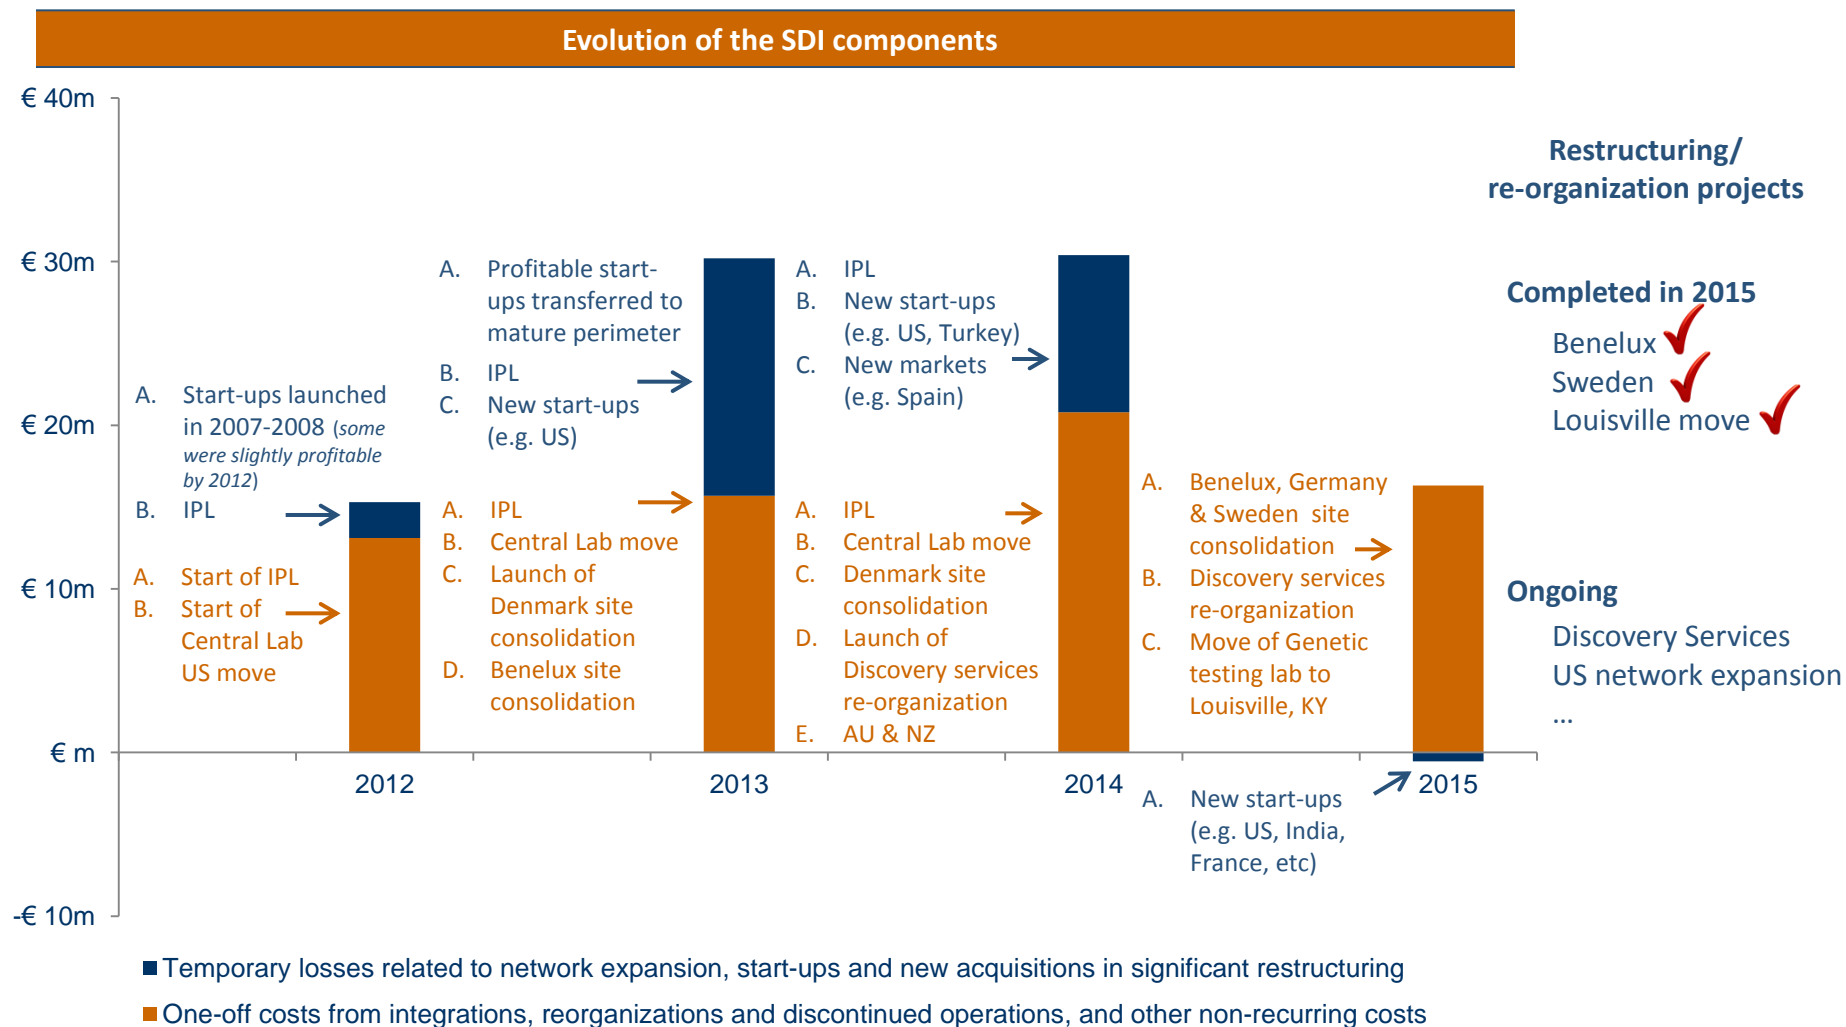 Evolution of the SDI components
€ 40m
€ 30m
€ 20m
€ 10m
€ m
-€ 10m
A. Start-ups launched
in 2007-2008 (some
were slightly profitable
by 2012)
B. IPL
A. Start of IPL
B. Start of
Central Lab
US move
A. Profitable start-
ups transferred to
mature perimeter
B. IPL
C. New start-ups
(e.g. US)
A. IPL
B. Central Lab move
C. Launch of
Denmark site
consolidation
D. Benelux site
consolidation
A. IPL
B. New start-ups
(e.g. US, Turkey)
C. New markets
(e.g. Spain)
A. IPL
B. Central Lab move
C. Denmark site
consolidation
D. Launch of
Discovery services
re-organization
E. AU & NZ
A. Benelux, Germany
& Sweden site
consolidation
B. Discovery services
re-organization
C. Move of Genetic
testing lab to
Louisville, KY
A. New start-ups
(e.g. US, India,
France, etc)
2012
2013
2014
2015
Restructuring/
re-organization projects
Completed in 2015
Benelux
Sweden
Louisville move
Ongoing
Discovery Services
US network expansion
...
Temporary losses related to network expansion, start-ups and new acquisitions in significant restructuring
One-off costs from integrations, reorganizations and discontinued operations, and other non-recurring costs